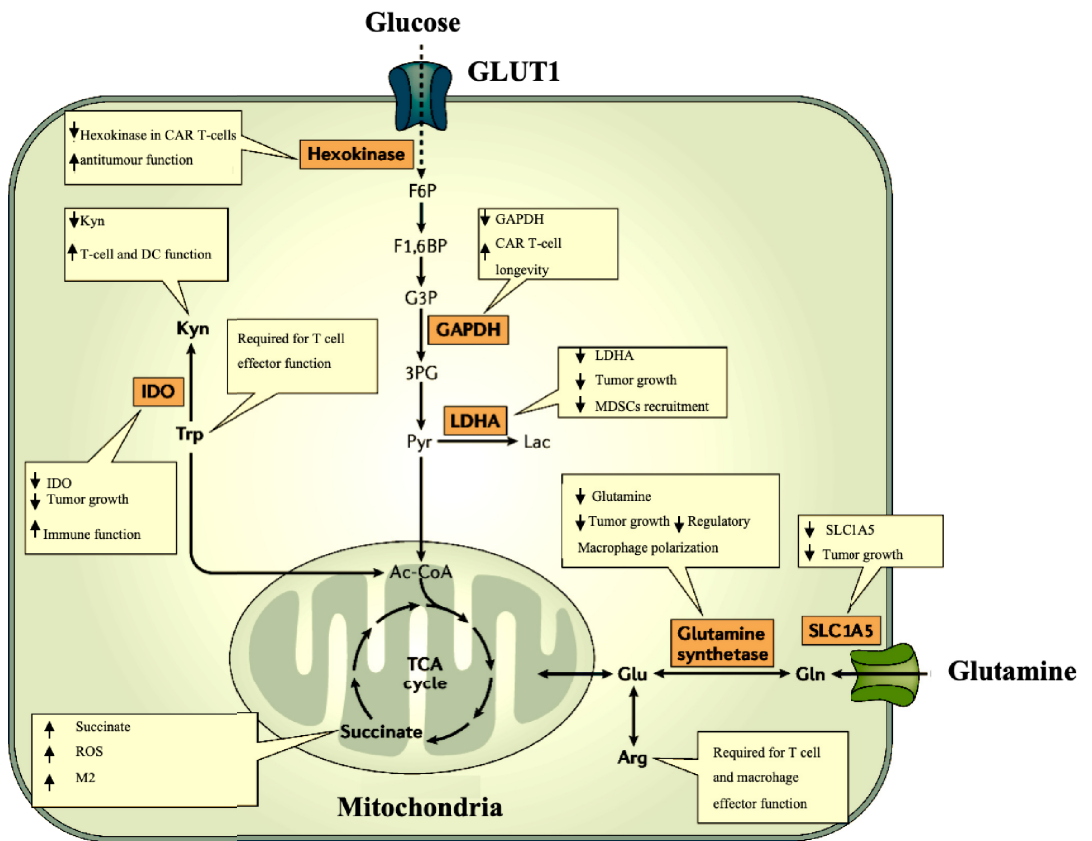 Glucose
GLUT1
Hexokinase in CAR T-cells
antitumour function
Hexokinase
F6P
Kyn
T-cell and DC function
F1,6BP
GAPDH
CAR T-cell
longevity
G3P
Kyn
GAPDH
Required for T cell
effector function
3PG
LDHA
Tumor growth
MDSCs recruitment
IDO
Trp
LDHA
Pyr
Lac
IDO
Tumor growth
Immune function
Glutamine
Tumor growth
Regulatory
Macrophage polarization
SLC1A5
Tumor growth
Ac-CoA
Glutamine
synthetase
SLC1A5
TCA
cycle
Glu
Gln
Glutamine
Succinate
Succinate
ROS
M2
Arg
Required for T cell
and macrohage
effector function
Mitochondria